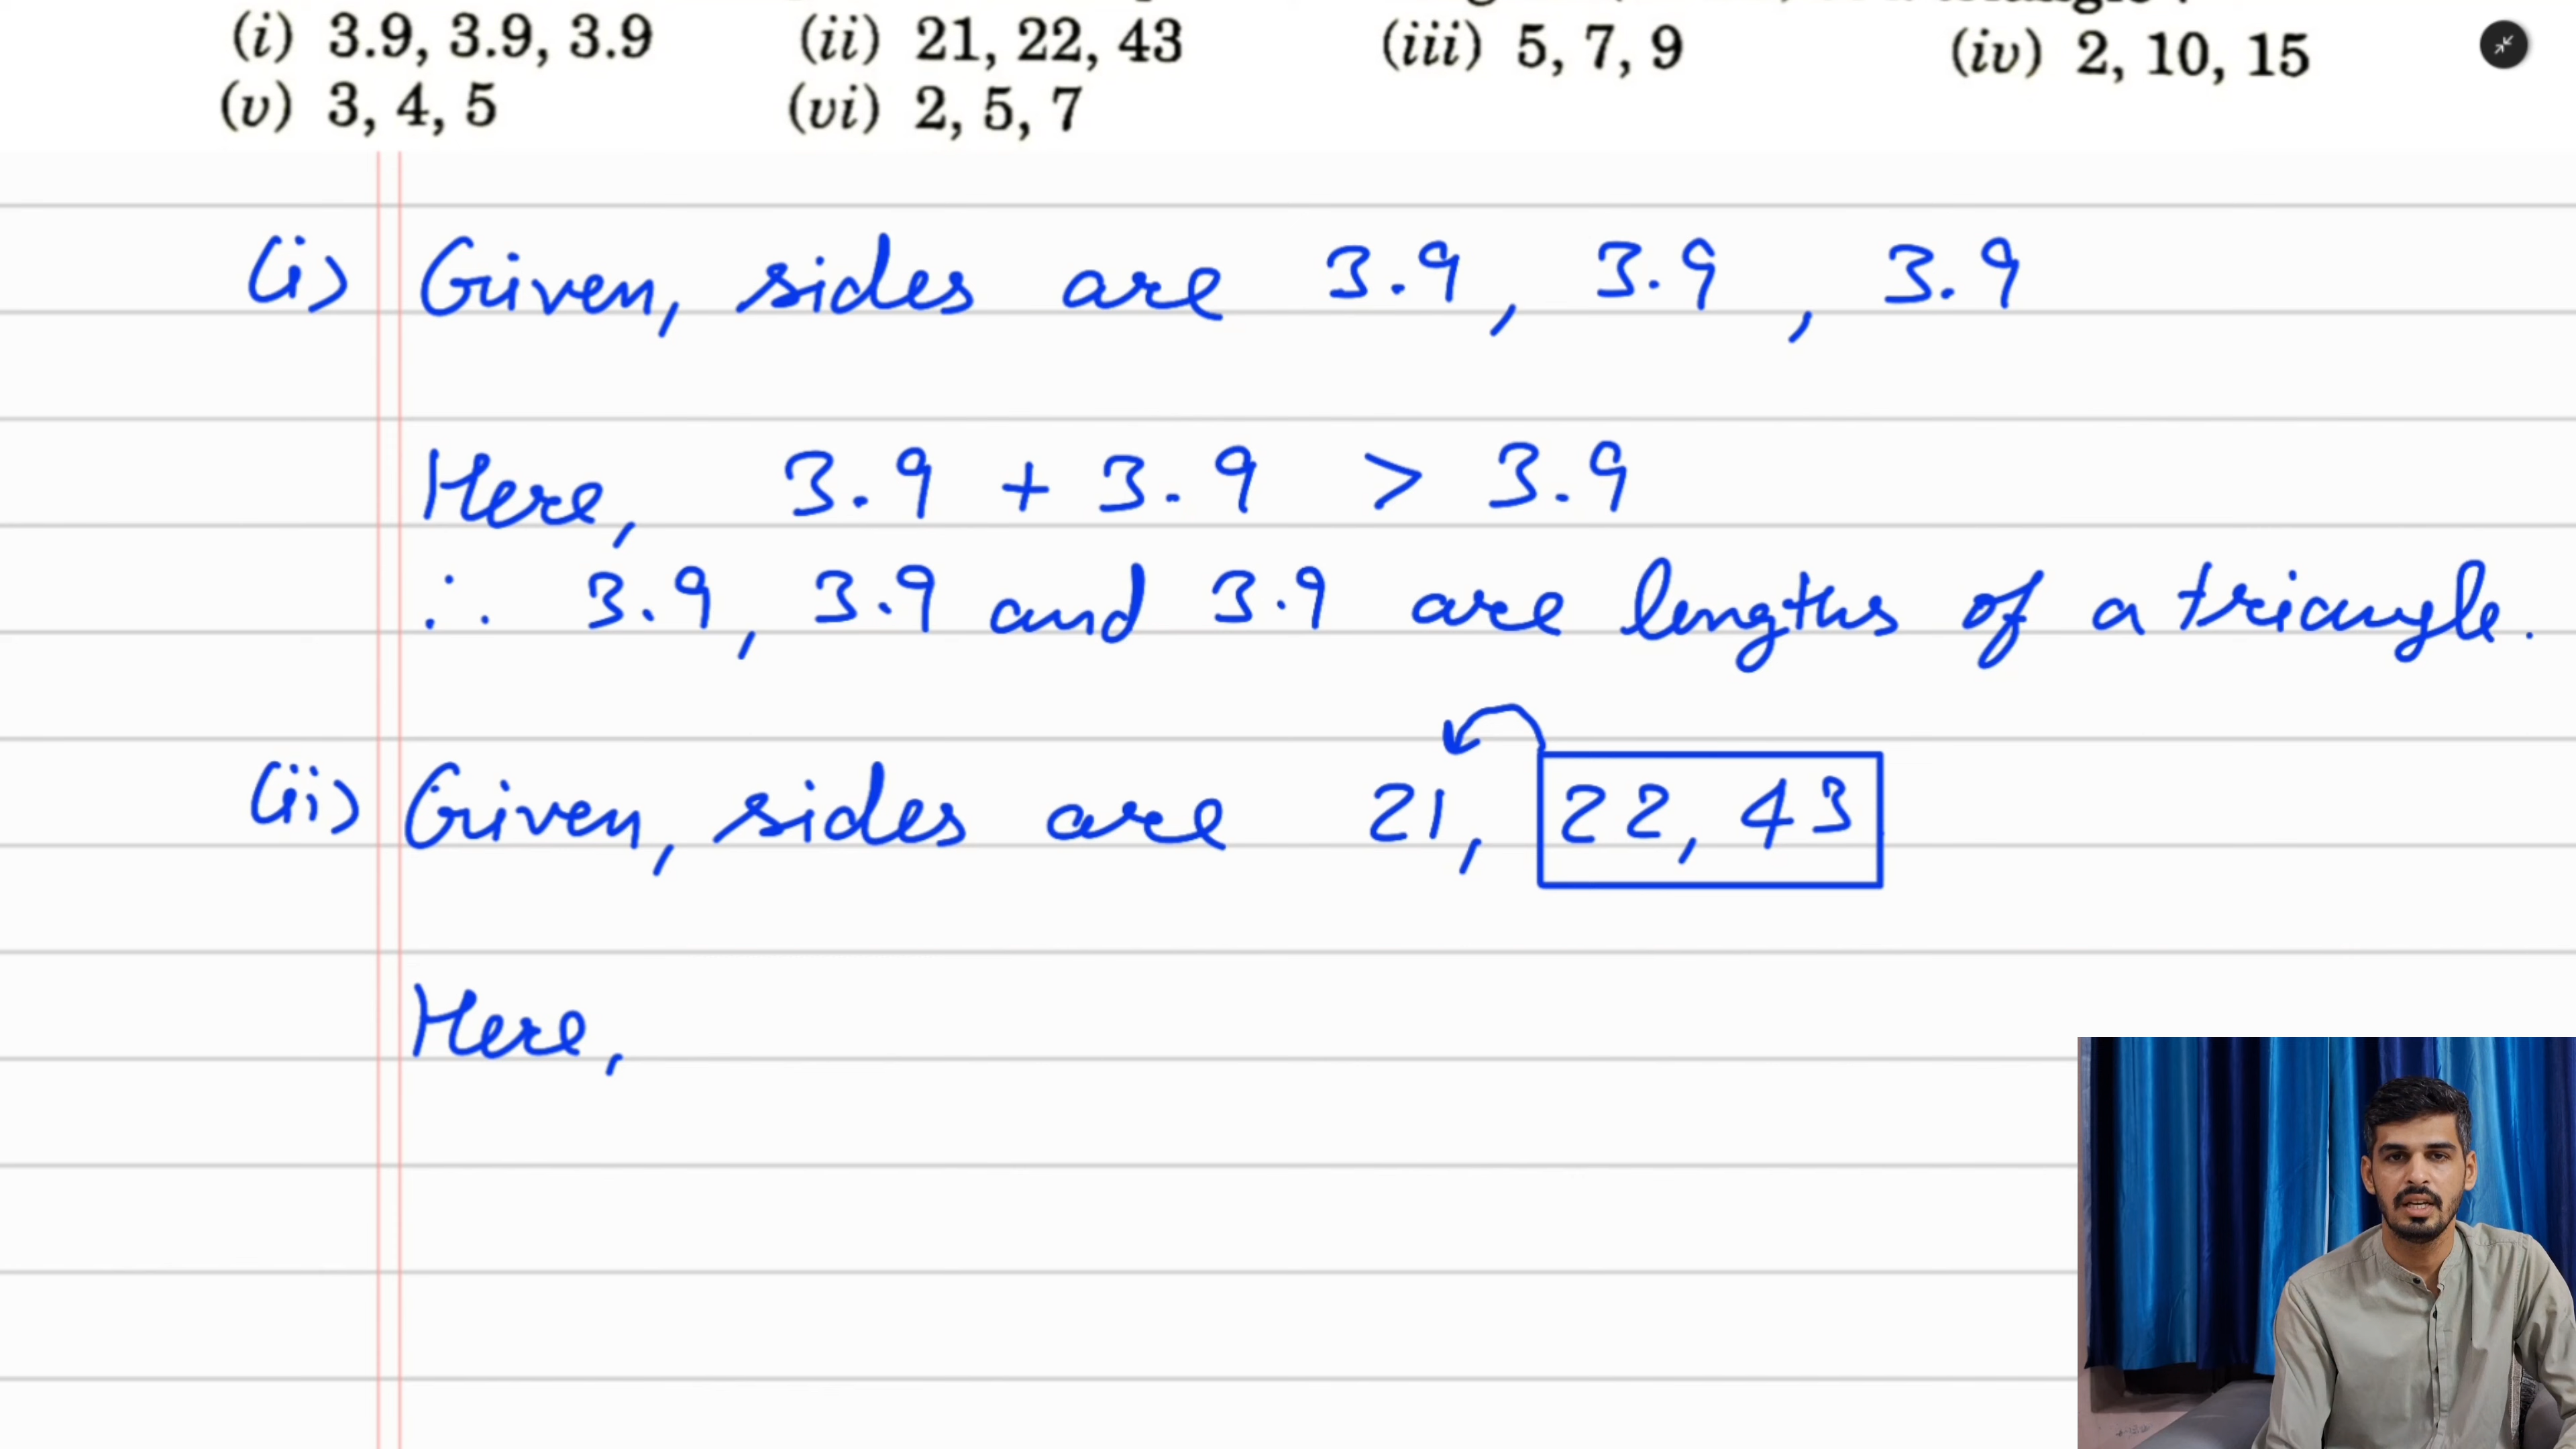 (i) 3.9, 3.9, 3.9 (ii) 21, 22, 43 (iii) 5, 7, 9 (iv) 2, 10, 15
(v) 3, 4, 5 (vi) 2, 5, 7
(i) Given, sides are 3.9, 3.9, 3.9
Here, 3.9 + 3.9 > 3.9
∴ 3.9, 3.9 and 3.9 are lengths of a triangle.
(ii) Given, sides are 21, 22, 43
Here,